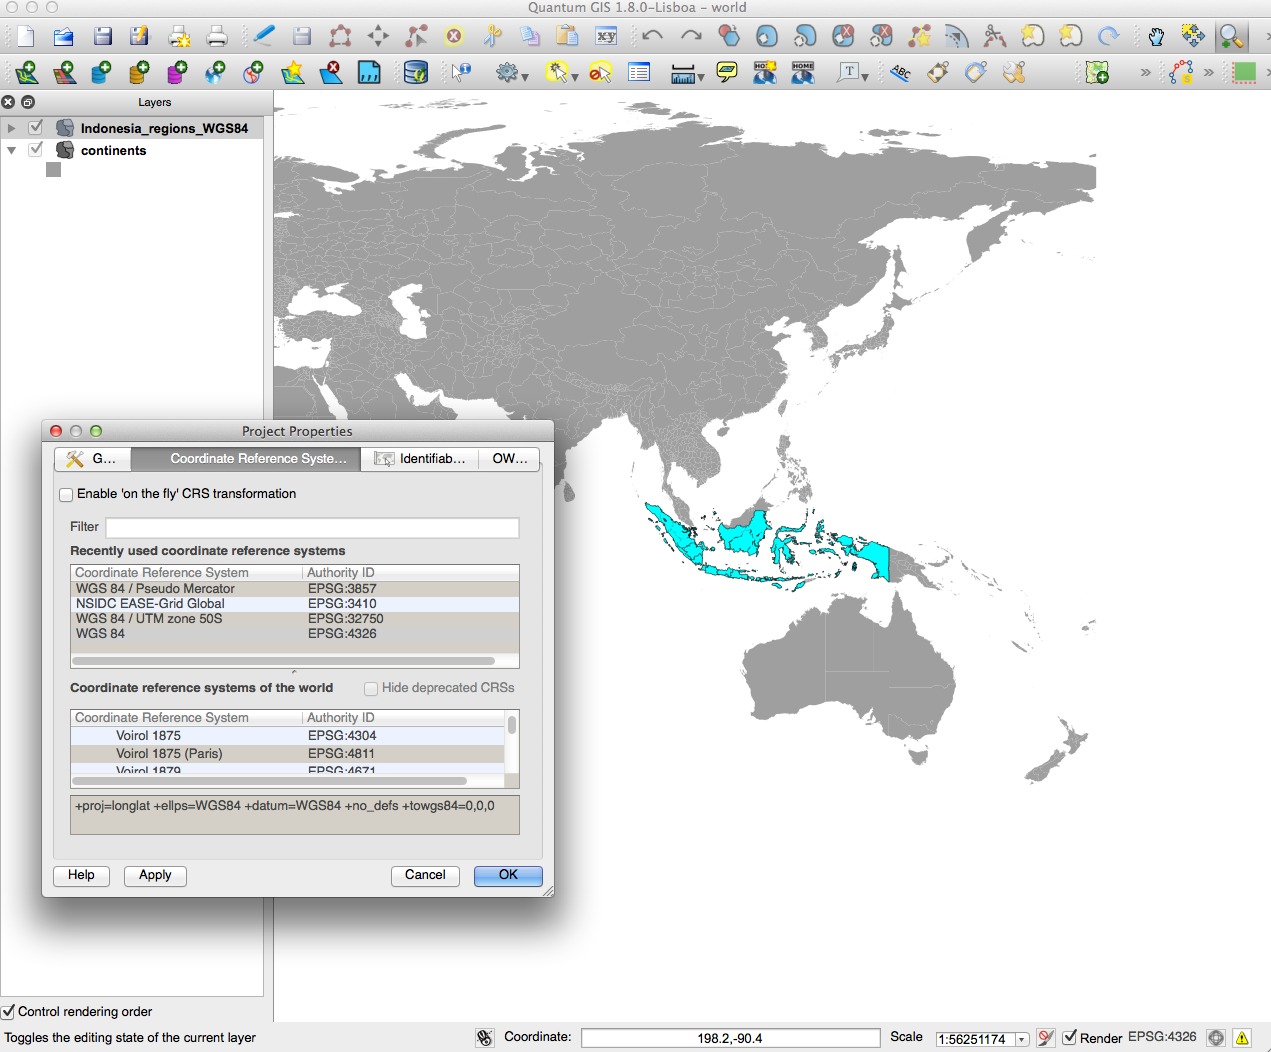 Quantum GIS 1.8.0-Lisboa - world
Layers
Indonesia_regions_WGS84
continents
Project Properties
G...
Coordinate Reference Syste...
Identifiab...
OW...
Enable 'on the fly' CRS transformation
Filter
Recently used coordinate reference systems
Coordinate Reference System Authority ID
WGS 84 / Pseudo Mercator EPSG:3857
NSIDC EASE-Grid Global EPSG:3410
WGS 84 / UTM zone 50S EPSG:32750
WGS 84 EPSG:4326
Coordinate reference systems of the world
Hide deprecated CRSs
Coordinate Reference System Authority ID
Voirol 1875 EPSG:4304
Voirol 1875 (Paris) EPSG:4811
Voirol 1879 EPSG:4671
+proj=longlat +ellps=WGS84 +datum=WGS84 +no_defs +towgs84=0,0,0
Help
Apply
Cancel
OK
Control rendering order
Toggles the editing state of the current layer
Coordinate:
198.2,-90.4
Scale
1:56251174
Render
EPSG:4326